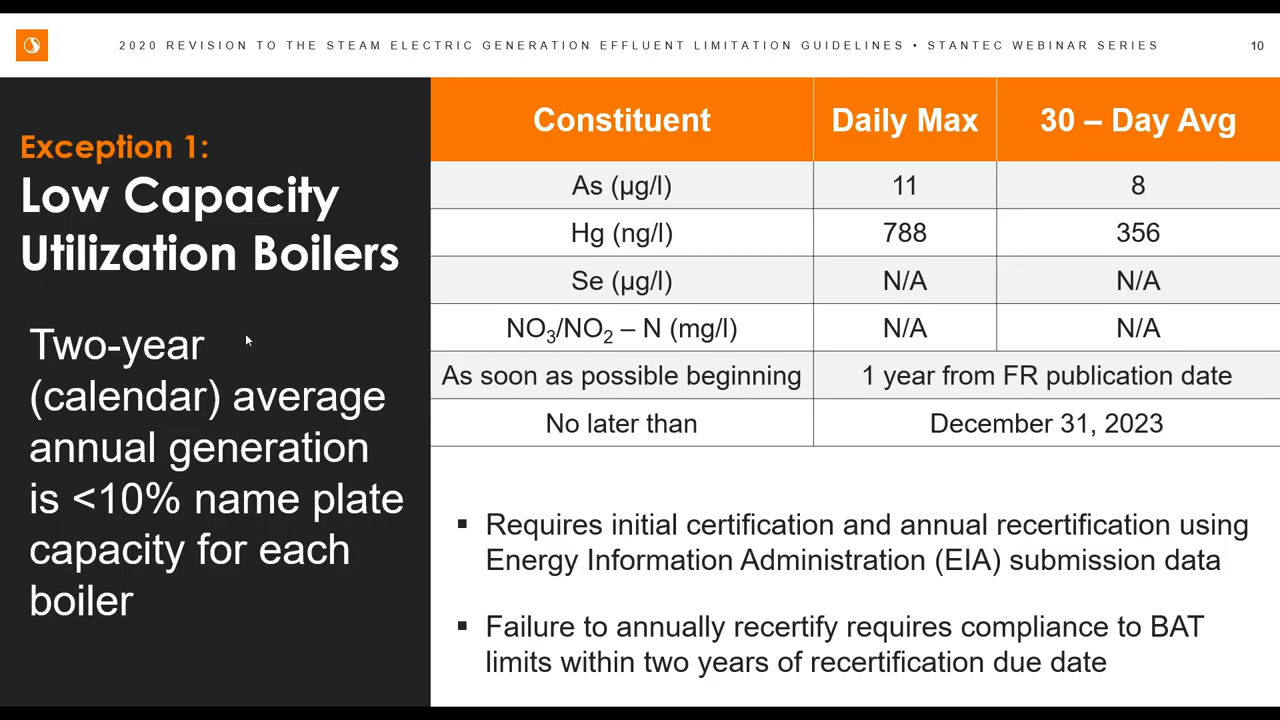 2020 REVISION TO THE STEAM ELECTRIC GENERATION EFFLUENT LIMITATION GUIDELINES • STANTEC WEBINAR SERIES 10
Exception 1:
Low Capacity
Utilization Boilers
Two-year
(calendar) average
annual generation
is <10% name plate
capacity for each
boiler
Constituent Daily Max 30 – Day Avg
As (µg/l) 11 8
Hg (ng/l) 788 356
Se (µg/l) N/A N/A
NO₃/NO₂ – N (mg/l) N/A N/A
As soon as possible beginning 1 year from FR publication date
No later than December 31, 2023
▪ Requires initial certification and annual recertification using
Energy Information Administration (EIA) submission data
▪ Failure to annually recertify requires compliance to BAT
limits within two years of recertification due date